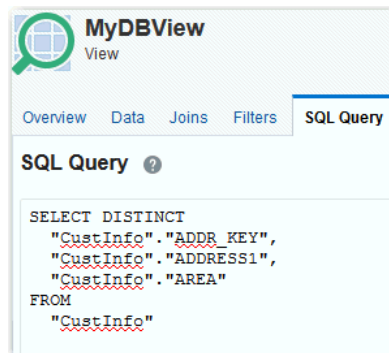 MyDBView
View
Overview Data Joins Filters SQL Query
SQL Query ?
SELECT DISTINCT
"CustInfo"."ADDR_KEY",
"CustInfo"."ADDRESS1",
"CustInfo"."AREA"
FROM
"CustInfo"